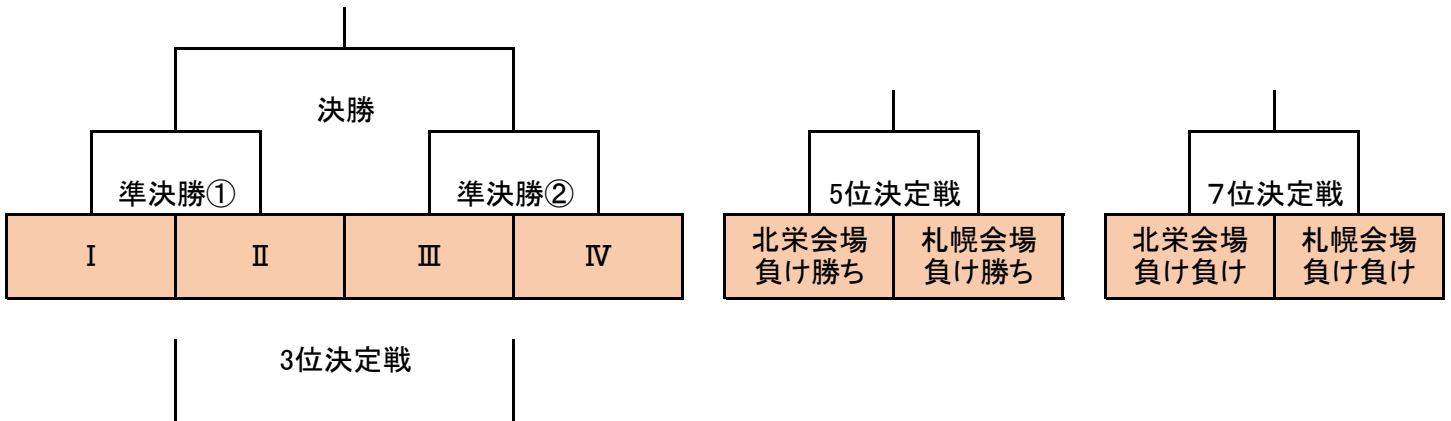 決勝
準決勝①
準決勝②
5位決定戦
７位決定戦
Ⅰ
Ⅱ
Ⅲ
Ⅳ
北栄会場
負け勝ち
札幌会場
負け勝ち
北栄会場
負け負け
札幌会場
負け負け
3位決定戦